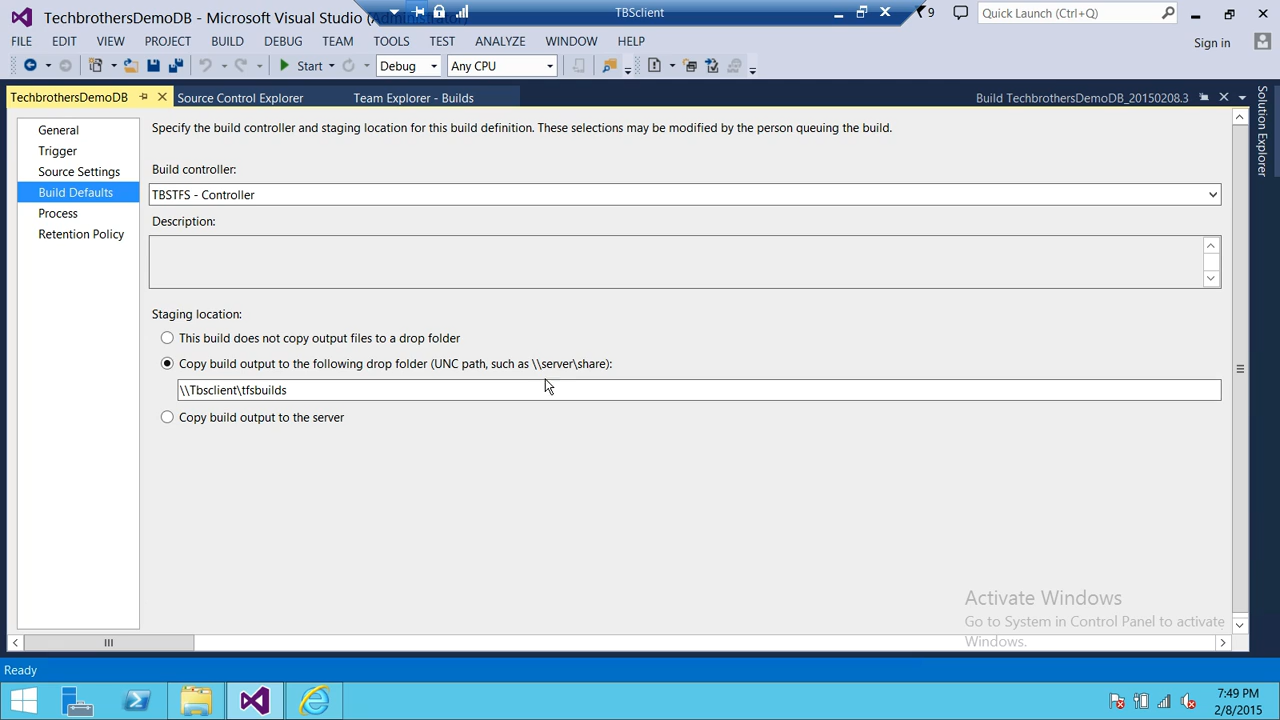 TechbrothersDemoDB - Microsoft Visual Studio (Administrator)
TBSclient
9
Quick Launch (Ctrl+Q)
FILE EDIT VIEW PROJECT BUILD DEBUG TEAM TOOLS TEST ANALYZE WINDOW HELP
Sign in
Start Debug Any CPU
TechbrothersDemoDB Source Control Explorer Team Explorer - Builds Build TechbrothersDemoDB_20150208.3
Solution Explorer
General
Trigger
Source Settings
Build Defaults
Process
Retention Policy
Specify the build controller and staging location for this build definition. These selections may be modified by the person queuing the build.
Build controller:
TBSTFS - Controller
Description:
Staging location:
This build does not copy output files to a drop folder
Copy build output to the following drop folder (UNC path, such as \\server\share):
\\Tbsclient\tfsbuilds
Copy build output to the server
Activate Windows
Go to System in Control Panel to activate
Windows.
Ready
7:49 PM
2/8/2015